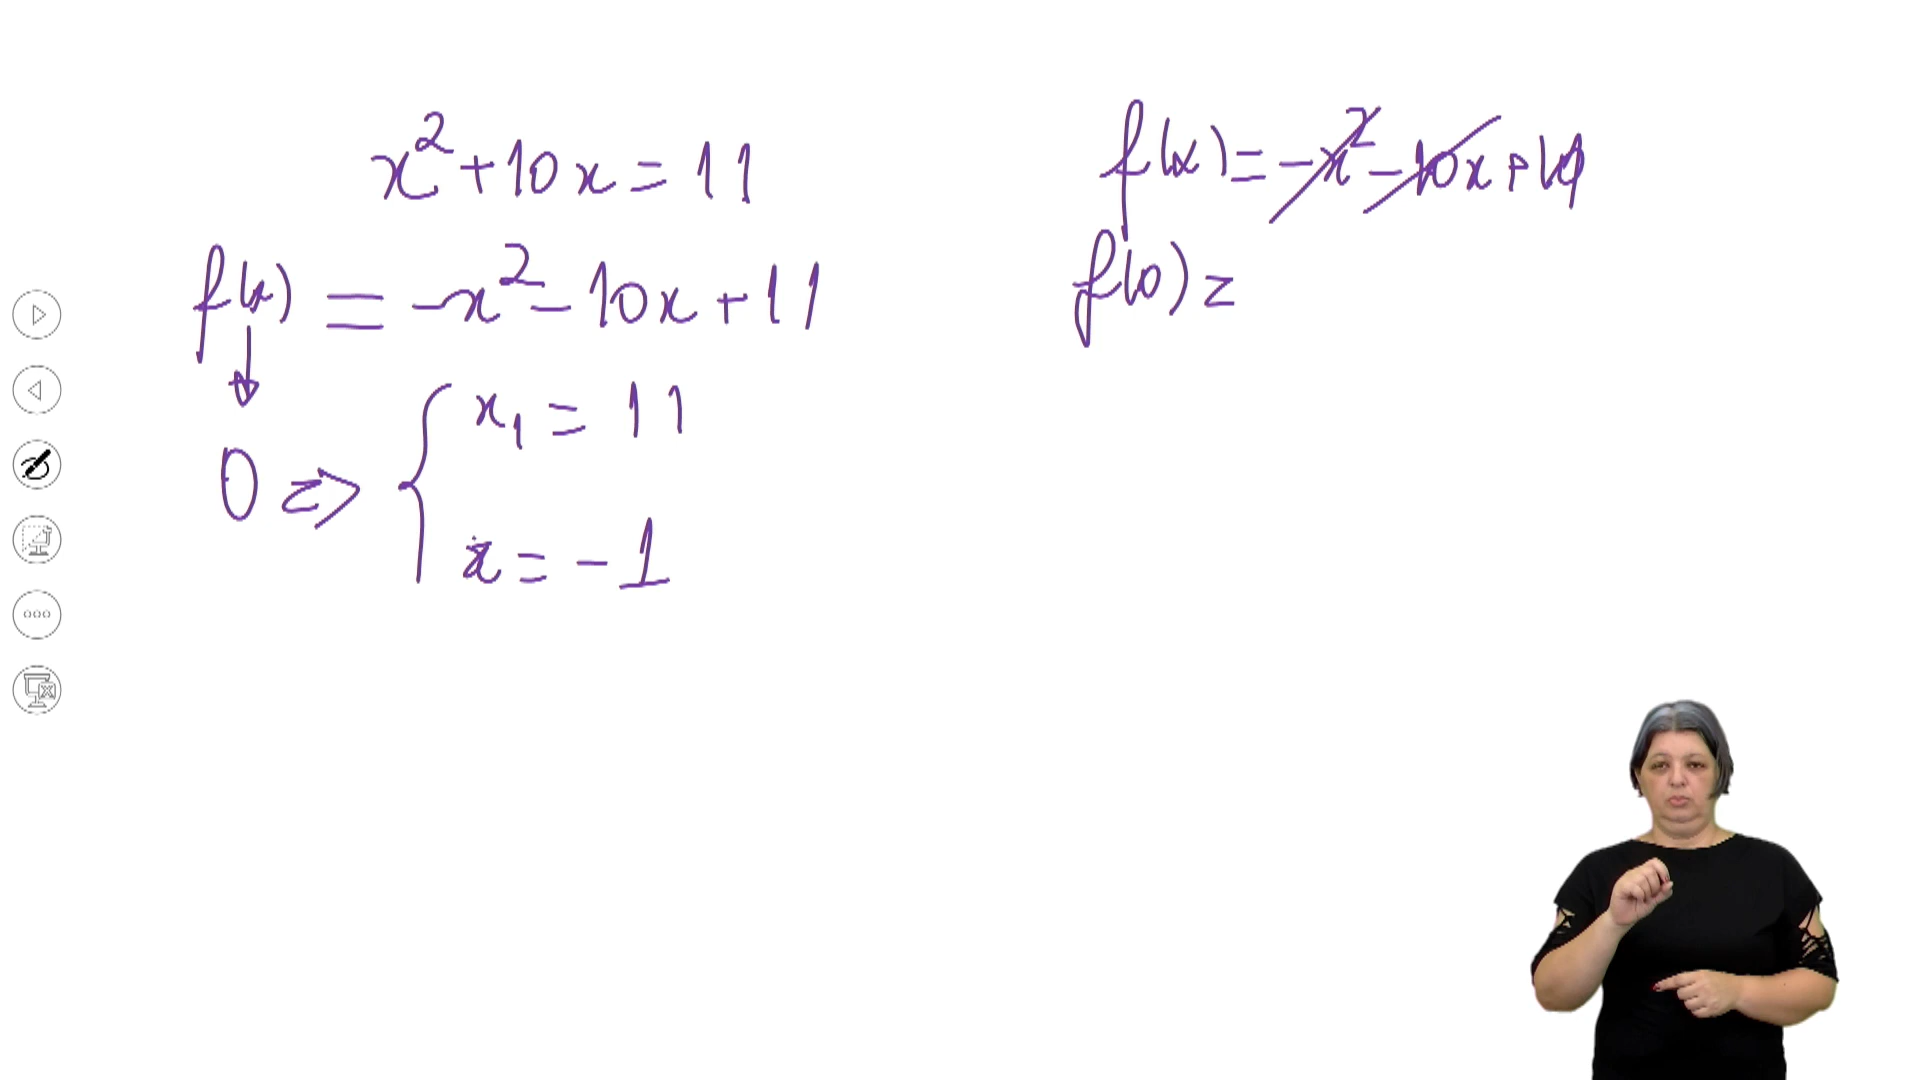 x² + 10x = 11
f(x) = -x² - 10x + 11
0 => { x₁ = 11
x = -1
f(x) = -x² - 10x + 11
f(0) =